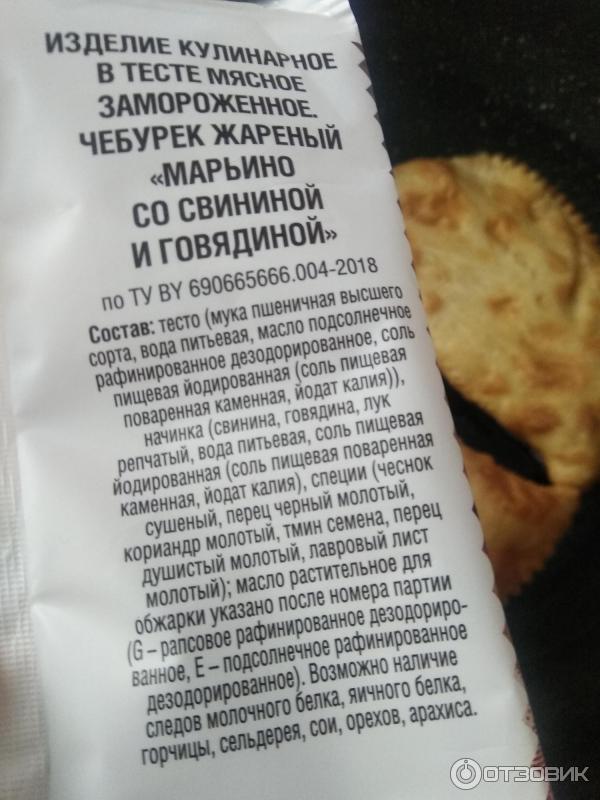 ИЗДЕЛИЕ КУЛИНАРНОЕ
В ТЕСТЕ МЯСНОЕ
ЗАМОРОЖЕННОЕ.
ЧЕБУРЕК ЖАРЕНЫЙ
«МАРЬИНО
СО СВИНИНОЙ
И ГОВЯДИНОЙ»
по ТУ BY 690665666.004-2018
Состав: тесто (мука пшеничная высшего
сорта, вода питьевая, масло подсолнечное
рафинированное дезодорированное, соль
пищевая йодированная (соль пищевая
поваренная каменная, йодат калия)),
начинка (свинина, говядина, лук
репчатый, вода питьевая, соль пищевая
йодированная (соль пищевая поваренная
каменная, йодат калия), специи (чеснок
сушеный, перец черный молотый,
кориандр молотый, тмин семена, перец
душистый молотый, лавровый лист
молотый); масло растительное для
обжарки указано после номера партии
(G – рапсовое рафинированное дезодориро-
ванное, E – подсолнечное рафинированное
дезодорированное). Возможно наличие
следов молочного белка, яичного белка,
горчицы, сельдерея, сои, орехов, арахиса.
ОТЗОВИК